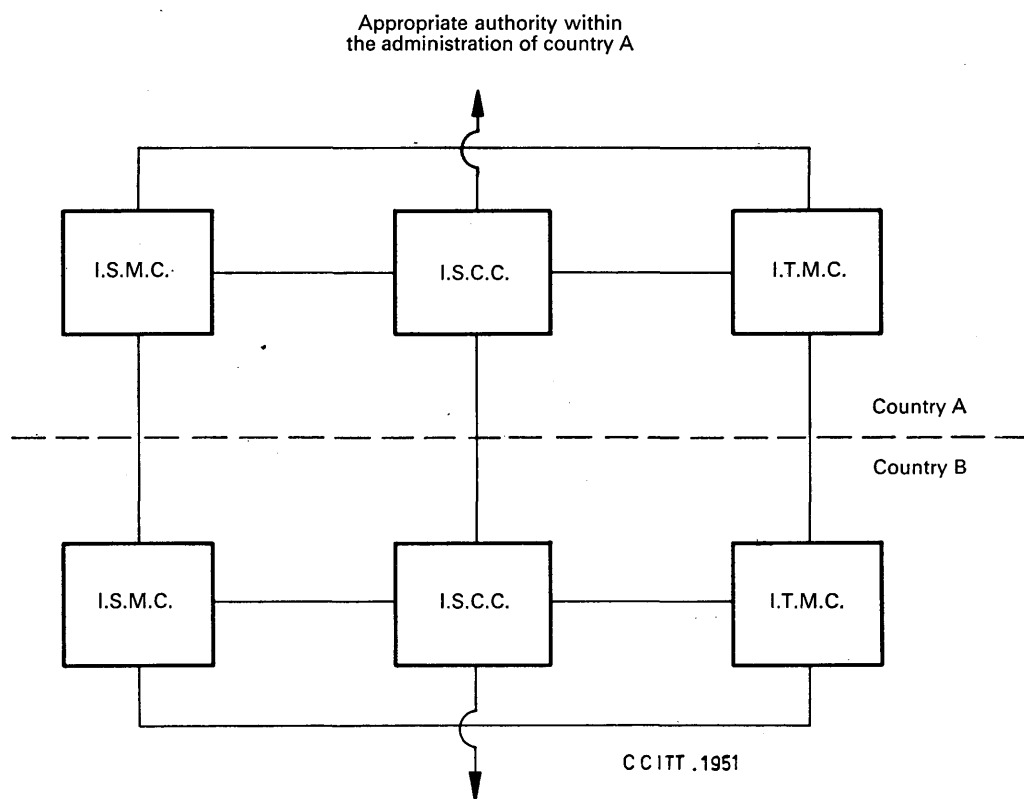 Appropriate authority within
the administration of country A
I.S.M.C.
I.S.C.C.
I.T.M.C.
Country A
Country B
I.S.M.C.
I.S.C.C.
I.T.M.C.
CCITT.1951